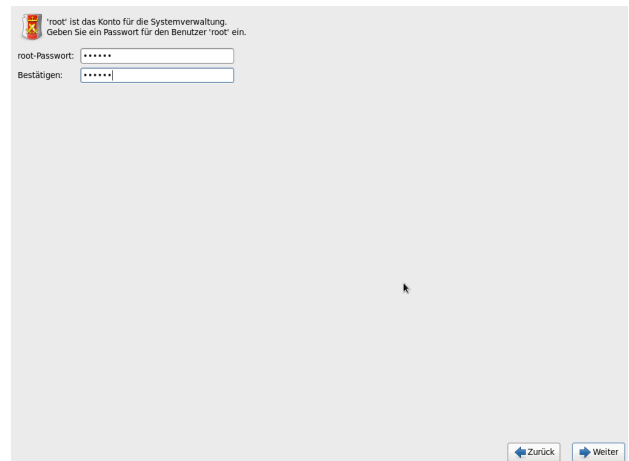 'root' ist das Konto für die Systemverwaltung.
Geben Sie ein Passwort für den Benutzer 'root' ein.
root-Passwort: ••••••
Bestätigen: ••••••
Zurück Weiter